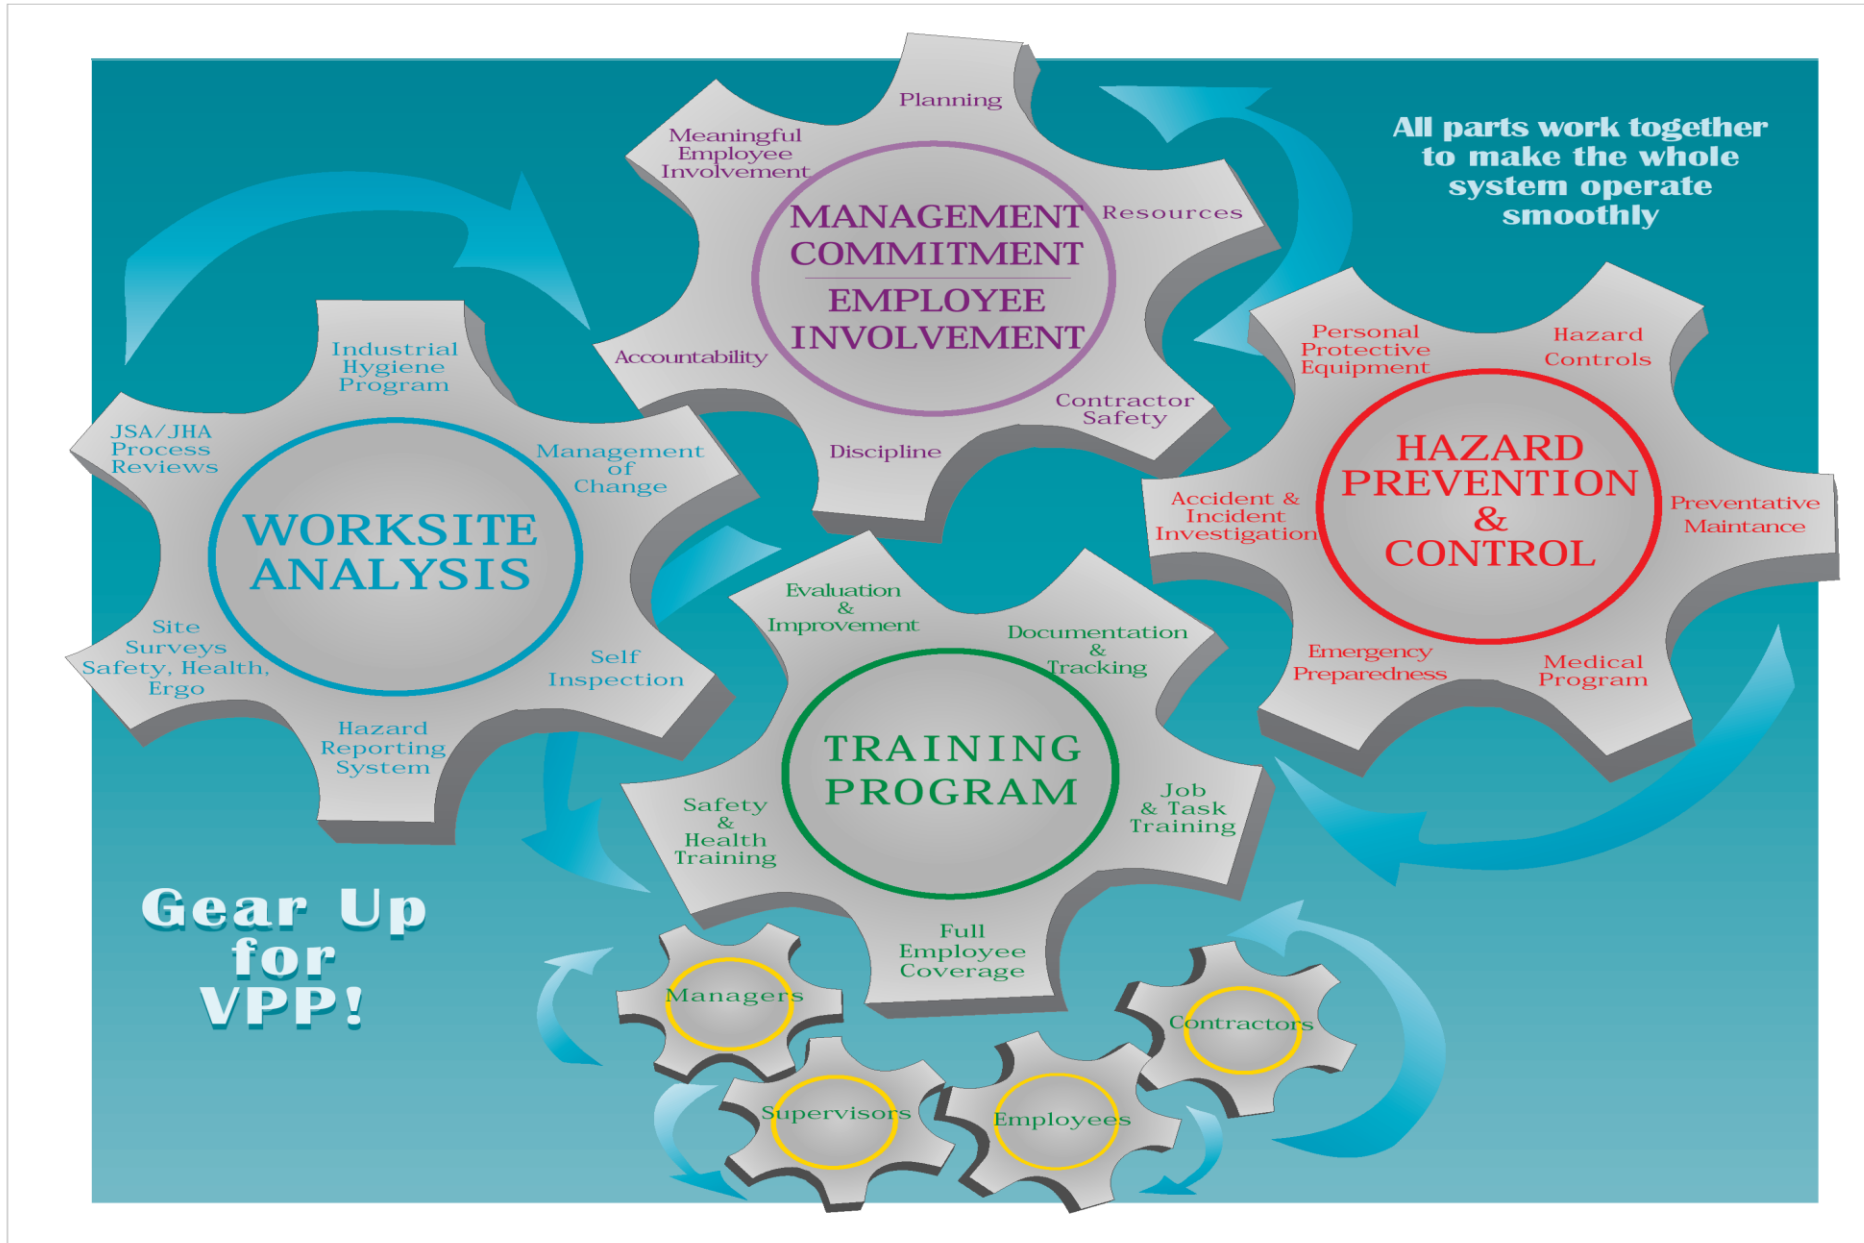 All parts work together
to make the whole
system operate
smoothly
Planning
Meaningful
Employee
Involvement
Resources
MANAGEMENT
COMMITMENT
EMPLOYEE
INVOLVEMENT
Accountability
Contractor
Safety
Discipline
Industrial
Hygiene
Program
JSA/JHA
Process
Reviews
Management
of
Change
WORKSITE
ANALYSIS
Site
Surveys
Safety, Health,
Ergo
Self
Inspection
Hazard
Reporting
System
Personal
Protective
Equipment
Hazard
Controls
HAZARD
PREVENTION
&
CONTROL
Accident &
Incident
Investigation
Preventative
Maintance
Emergency
Preparedness
Medical
Program
Evaluation
&
Improvement
Documentation
&
Tracking
TRAINING
PROGRAM
Safety
&
Health
Training
Job
& Task
Training
Full
Employee
Coverage
Gear Up
for
VPP!
Managers
Supervisors
Employees
Contractors